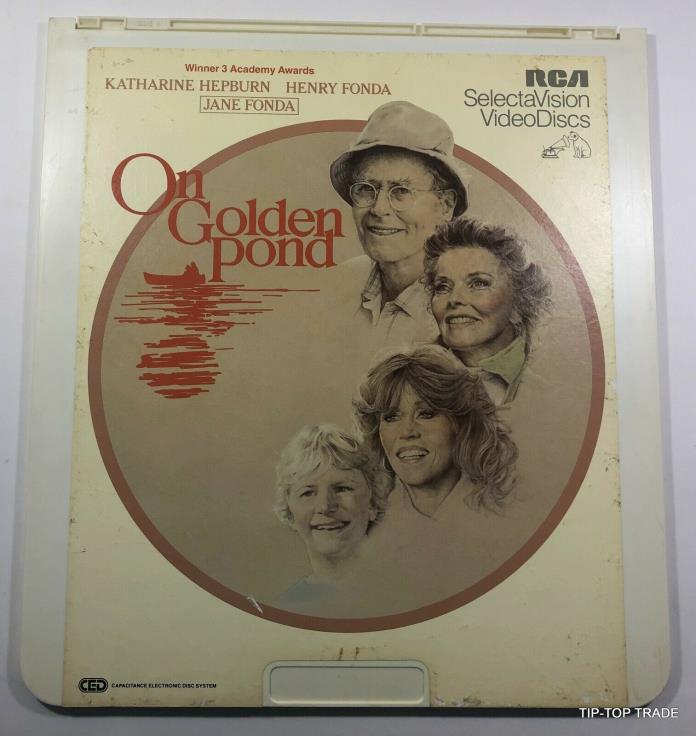 Winner 3 Academy Awards
KATHARINE HEPBURN HENRY FONDA
JANE FONDA
RCA
SelectaVision
VideoDiscs
On
Golden
Pond
CED CAPACITANCE ELECTRONIC DISC SYSTEM
TIP-TOP TRADE